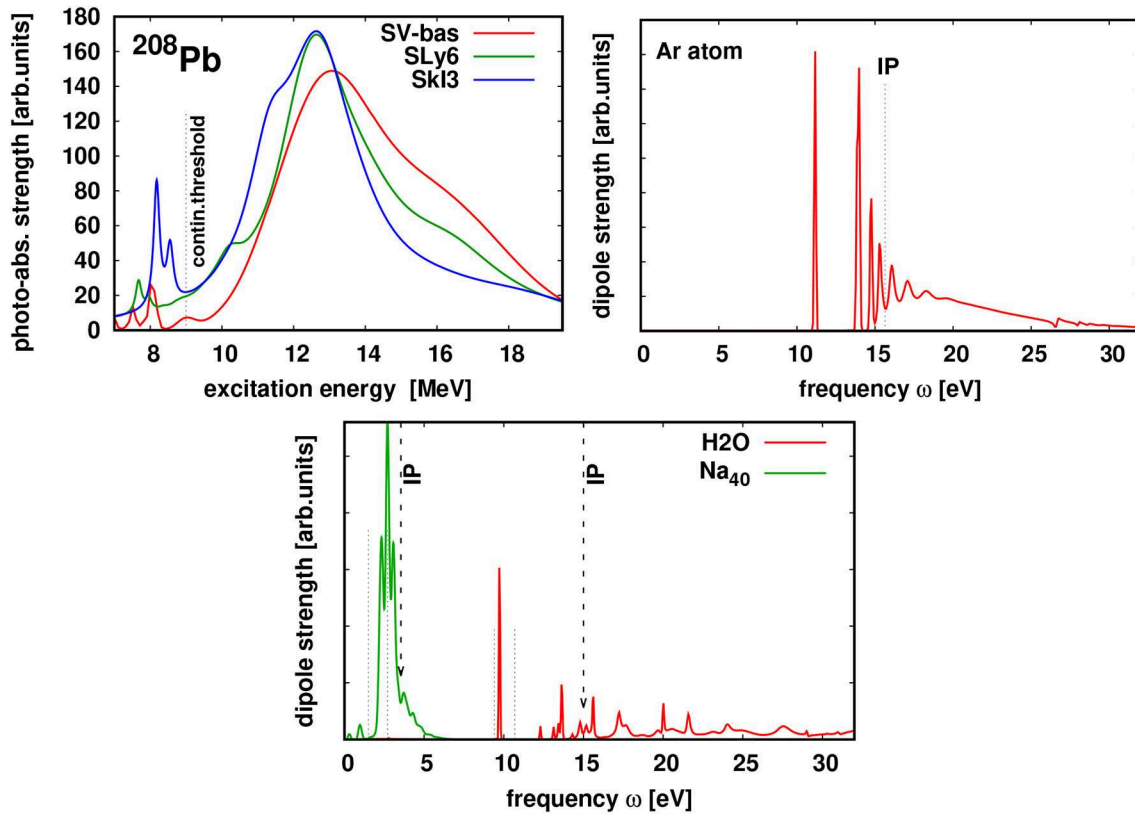 photo-abs. strength [arb.units]
180
160
140
120
100
80
60
40
20
0
208Pb
SV-bas
SLy6
SkI3
contin.threshold
8 10 12 14 16 18
excitation energy [MeV]
dipole strength [arb.units]
Ar atom
IP
0 5 10 15 20 25 30
frequency ω [eV]
dipole strength [arb.units]
H2O
Na40
IP
IP
0 5 10 15 20 25 30
frequency ω [eV]